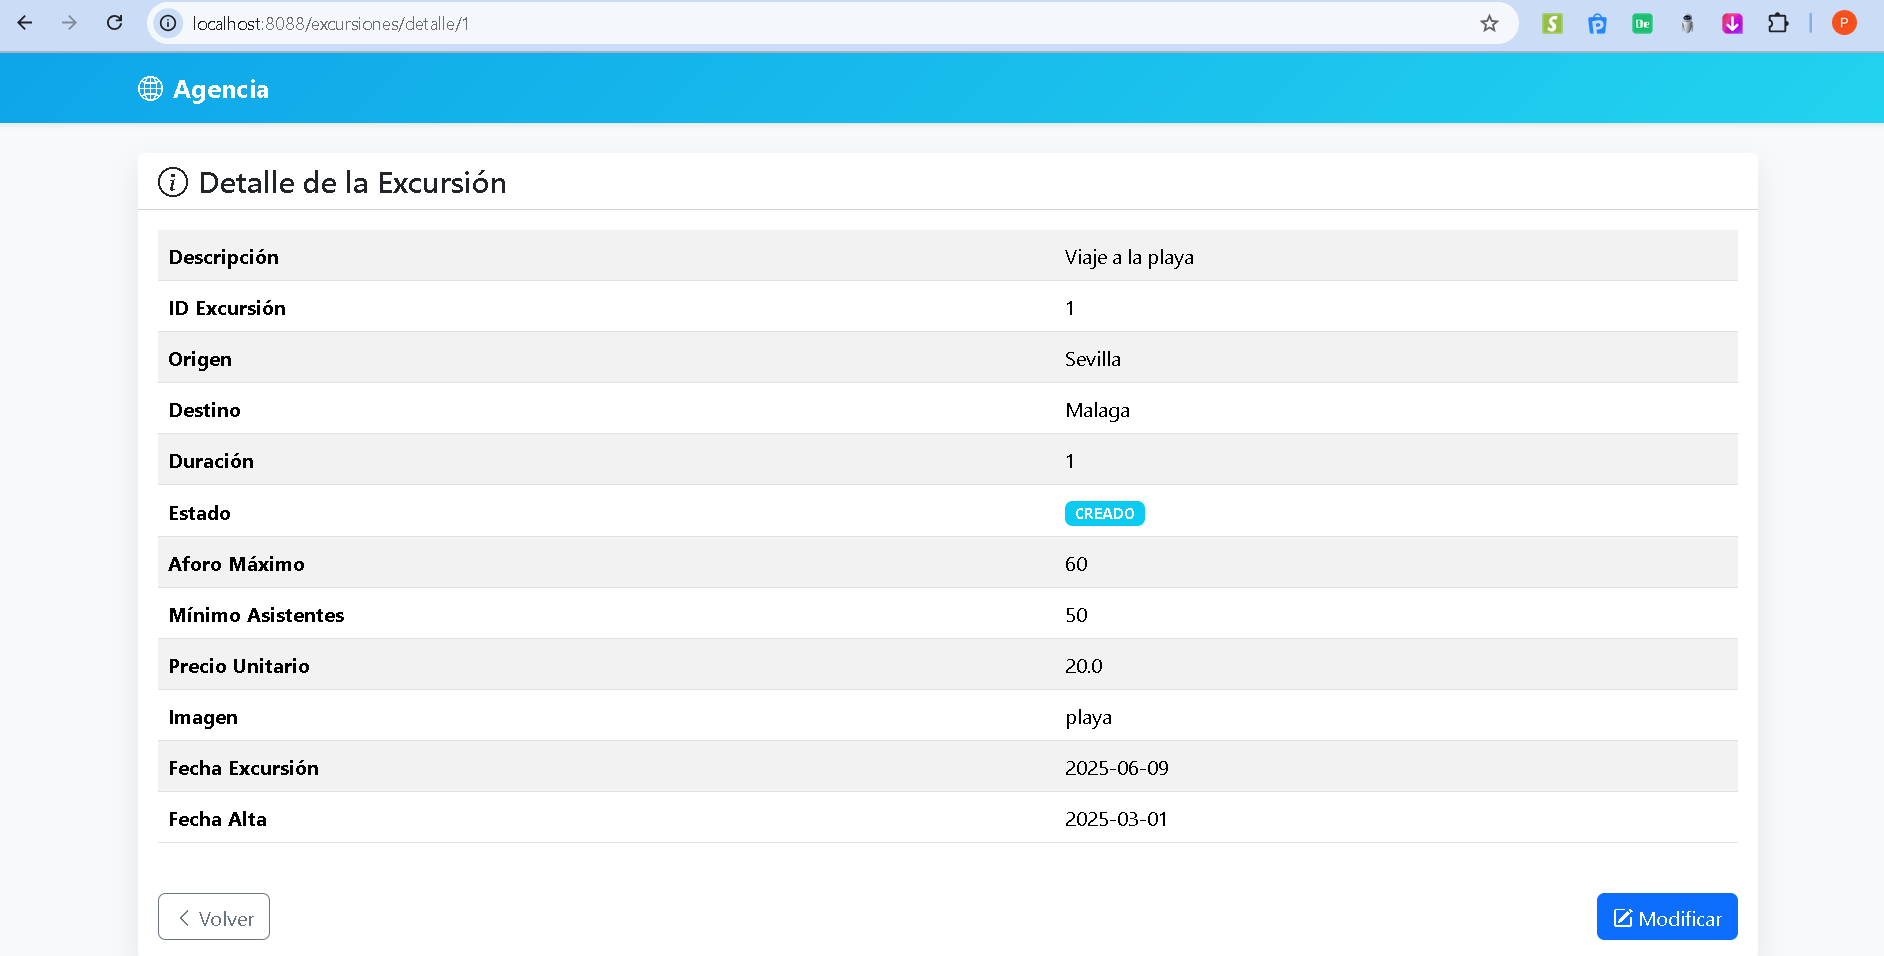 localhost:8088/excursiones/detalle/1
S
De
P
Agencia
Detalle de la Excursión
Descripción Viaje a la playa
ID Excursión 1
Origen Sevilla
Destino Malaga
Duración 1
Estado CREADO
Aforo Máximo 60
Mínimo Asistentes 50
Precio Unitario 20.0
Imagen playa
Fecha Excursión 2025-06-09
Fecha Alta 2025-03-01
Volver
Modificar